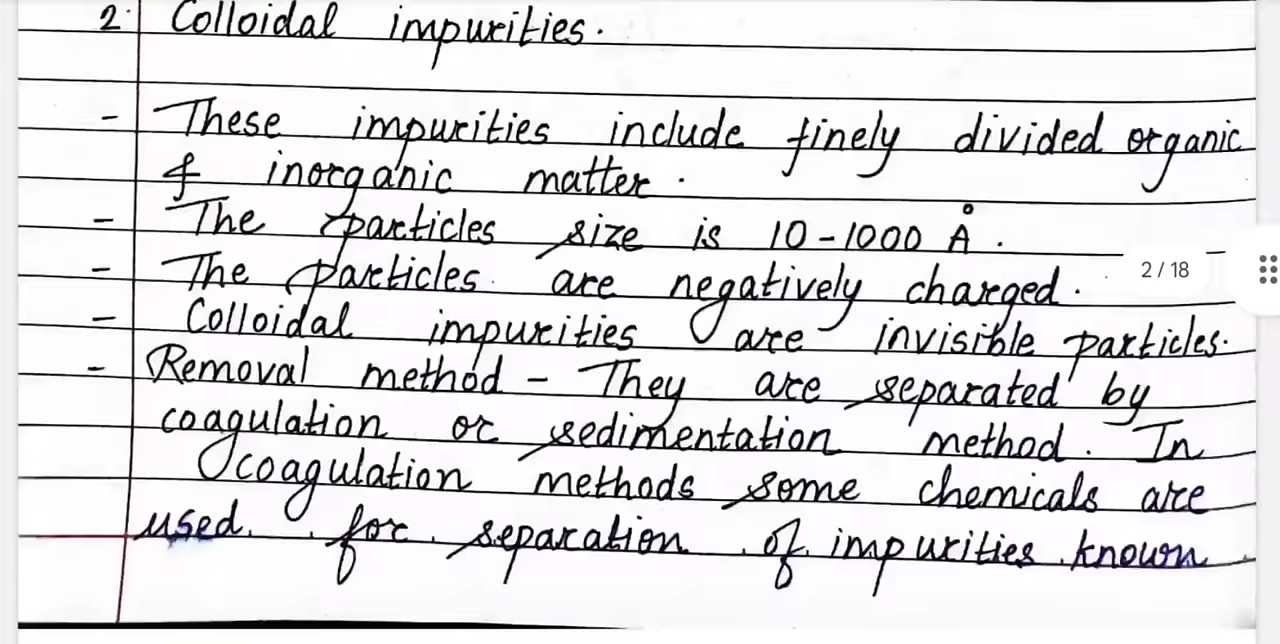 2. Colloidal impurities.
- These impurities include finely divided organic
& inorganic matter.
- The particles size is 10-1000 Å.
- The particles are negatively charged.
- Colloidal impurities are invisible particles.
- Removal method - They are separated by
coagulation or sedimentation method. In
coagulation methods some chemicals are
used. for separation of impurities known
2 / 18